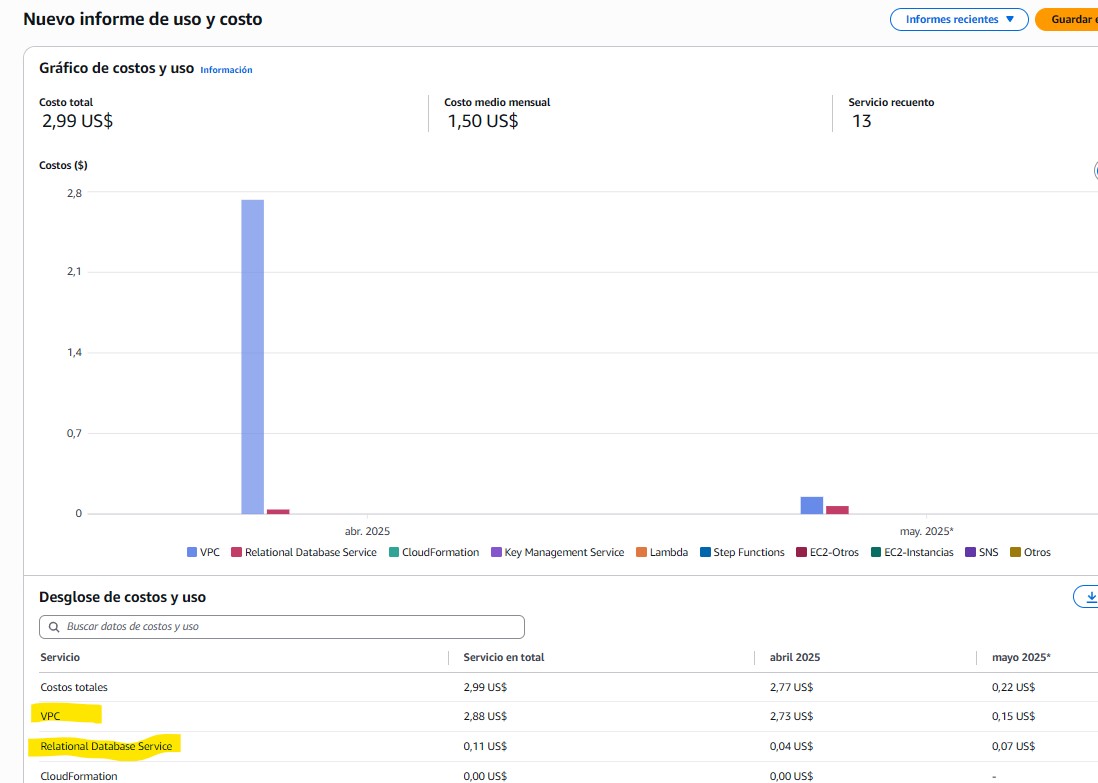 Nuevo informe de uso y costo
Informes recientes ▼
Guardar
Gráfico de costos y uso Información
Costo total
2,99 US$
Costo medio mensual
1,50 US$
Servicio recuento
13
Costos ($)
2,8
2,1
1,4
0,7
0
abr. 2025
may. 2025*
VPC Relational Database Service CloudFormation Key Management Service Lambda Step Functions EC2-Otros EC2-Instancias SNS Otros
Desglose de costos y uso
Buscar datos de costos y uso
Servicio Servicio en total abril 2025 mayo 2025*
Costos totales 2,99 US$ 2,77 US$ 0,22 US$
VPC 2,88 US$ 2,73 US$ 0,15 US$
Relational Database Service 0,11 US$ 0,04 US$ 0,07 US$
CloudFormation 0,00 US$ 0,00 US$ -